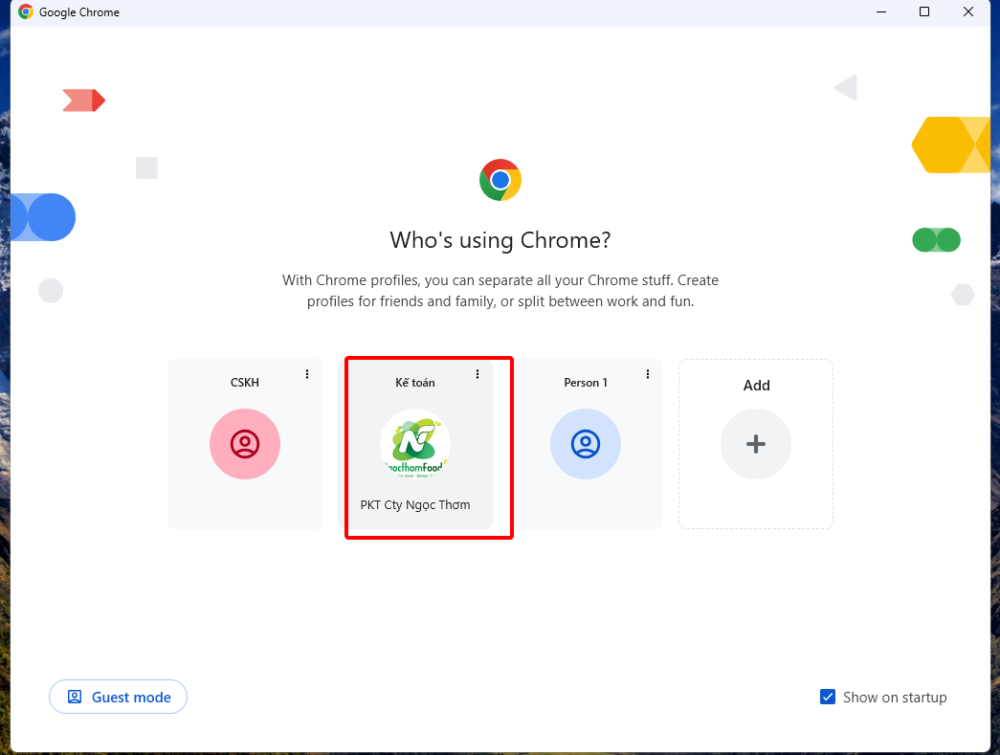 Google Chrome
Who's using Chrome?
With Chrome profiles, you can separate all your Chrome stuff. Create
profiles for friends and family, or split between work and fun.
CSKH
Kế toán
PKT Cty Ngọc Thơm
Person 1
Add
Guest mode
Show on startup